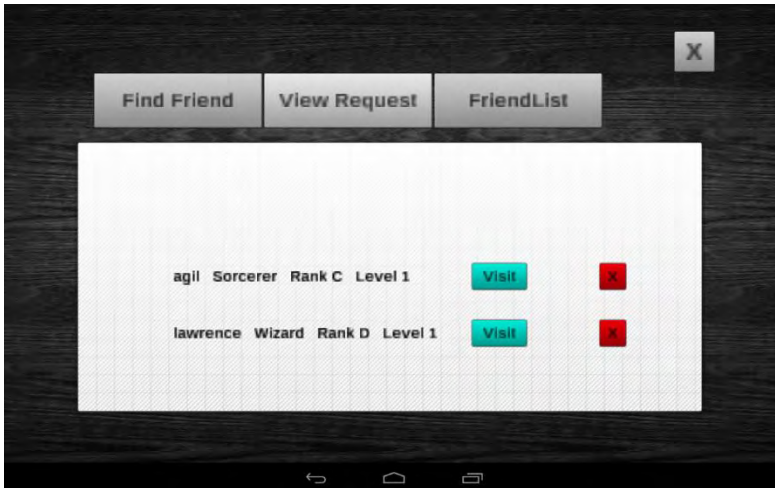 X
Find Friend View Request FriendList
agil Sorcerer Rank C Level 1 Visit X
lawrence Wizard Rank D Level 1 Visit X